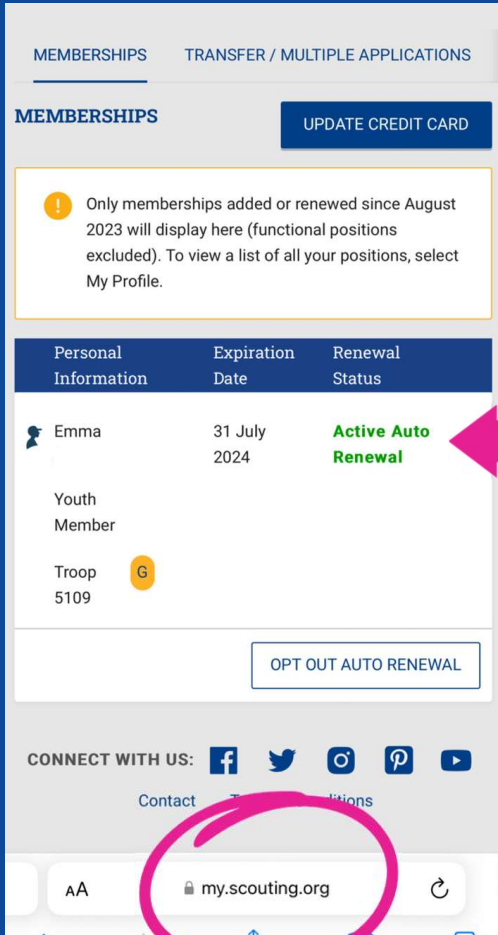 MEMBERSHIPS TRANSFER / MULTIPLE APPLICATIONS
MEMBERSHIPS
UPDATE CREDIT CARD
! Only memberships added or renewed since August
2023 will display here (functional positions
excluded). To view a list of all your positions, select
My Profile.
Personal Expiration Renewal
Information Date Status
Emma 31 July Active Auto
2024 Renewal
Youth
Member
Troop G
5109
OPT OUT AUTO RENEWAL
CONNECT WITH US:
Contact
AA my.scouting.org